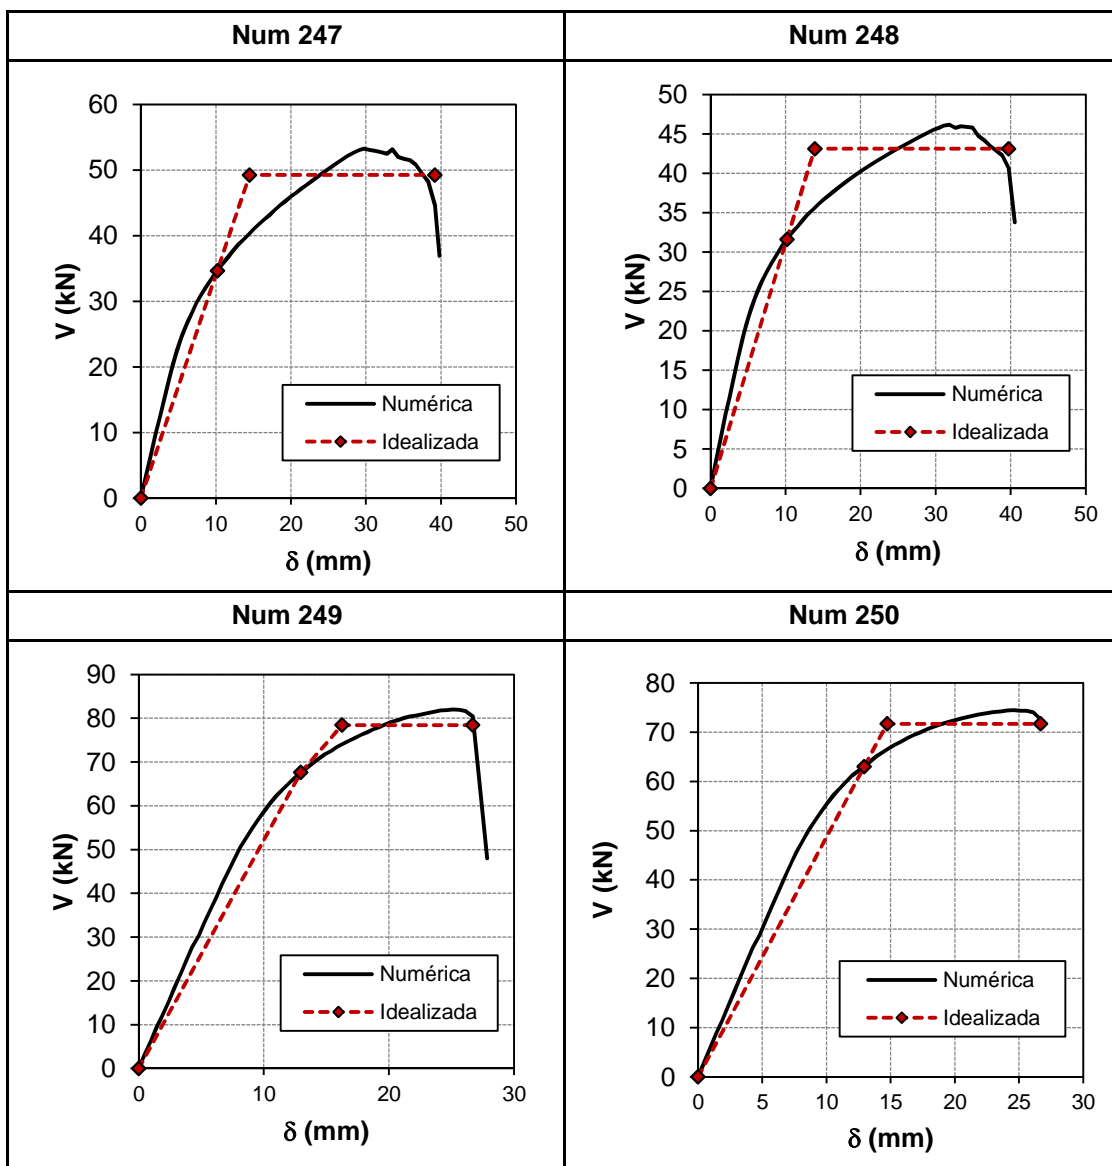 Num 247
Num 248
60
50
40
30
20
10
0
V (kN)
Numérica
Idealizada
0 10 20 30 40 50
δ (mm)
50
45
40
35
30
25
20
15
10
5
0
V (kN)
Numérica
Idealizada
0 10 20 30 40 50
δ (mm)
Num 249
Num 250
90
80
70
60
50
40
30
20
10
0
V (kN)
Numérica
Idealizada
0 10 20 30
δ (mm)
80
70
60
50
40
30
20
10
0
V (kN)
Numérica
Idealizada
0 5 10 15 20 25 30
δ (mm)